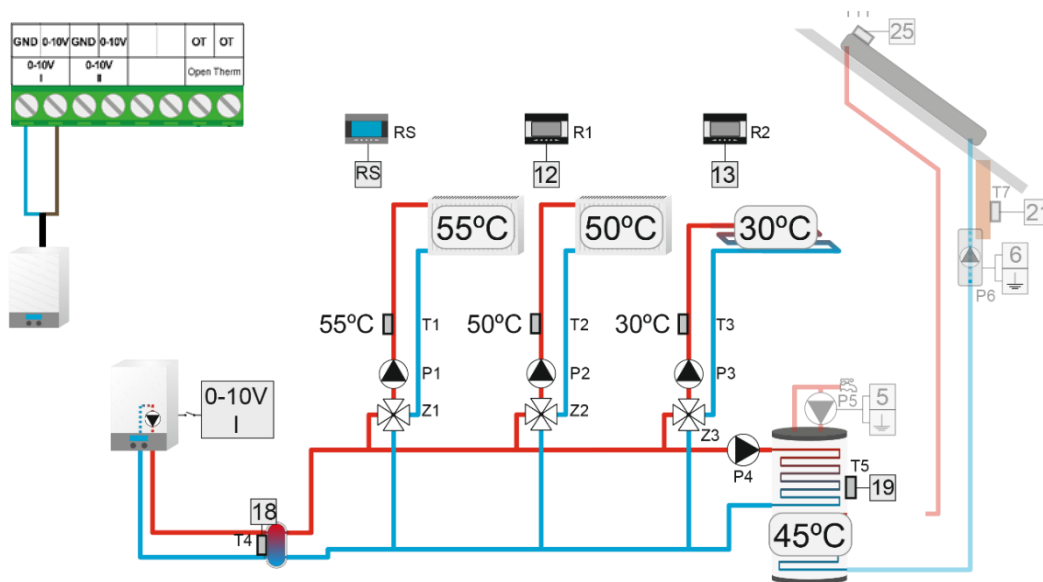 GND 0-10V GND 0-10V OT OT
0-10V 0-10V Open Therm
I II
25
RS R1 R2
RS 12 13
T7
21
55ºC 50ºC 30ºC
6
P6
55ºC T1 50ºC T2 30ºC T3
P1 P2 P3
P5 5
0-10V
I
Z1 Z2 Z3
P4
T5
19
18
T4
45ºC